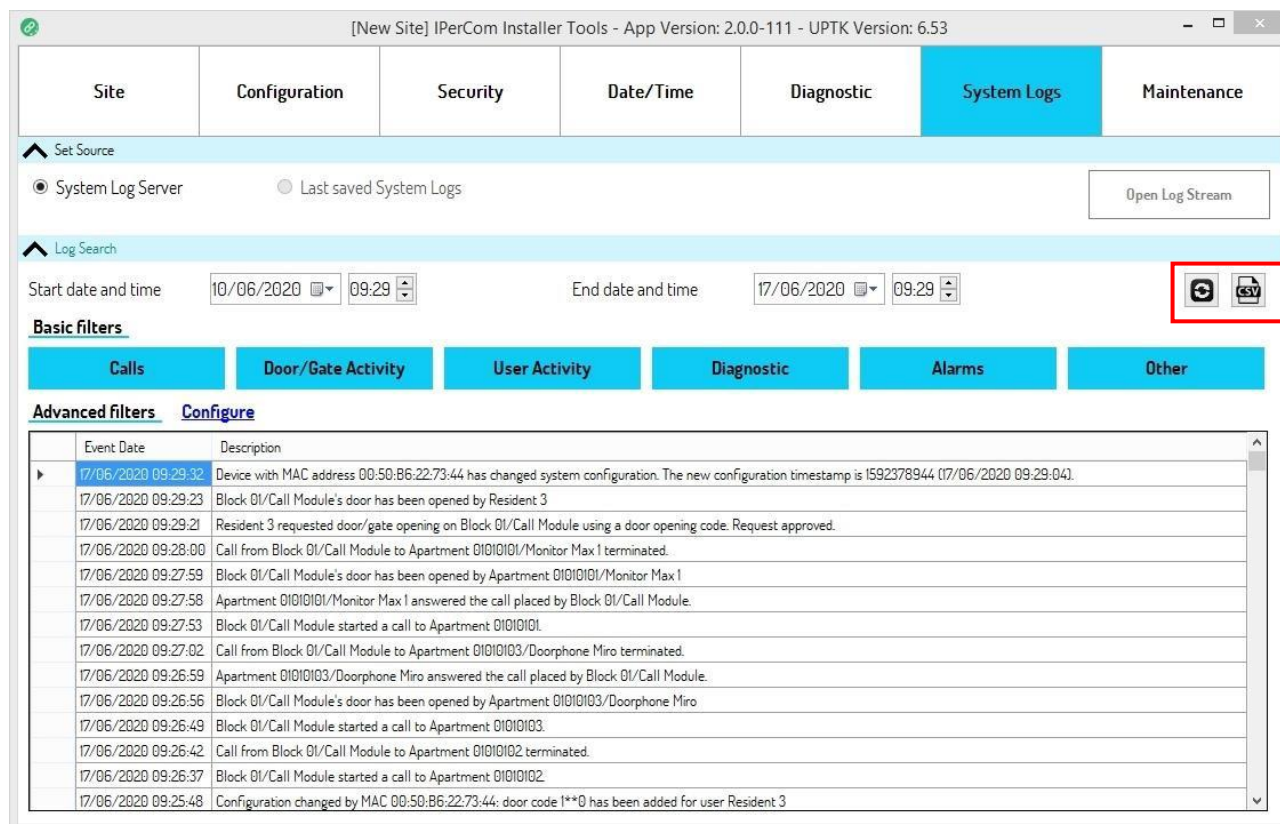 [New Site] IPerCom Installer Tools - App Version: 2.0.0-111 - UPTK Version: 6.53
Site Configuration Security Date/Time Diagnostic System Logs Maintenance
Set Source
System Log Server Last saved System Logs Open Log Stream
Log Search
Start date and time 10/06/2020 09:29 End date and time 17/06/2020 09:29 CSV
Basic filters
Calls Door/Gate Activity User Activity Diagnostic Alarms Other
Advanced filters Configure
Event Date Description
17/06/2020 09:29:32 Device with MAC address 00:50:B6:22:73:44 has changed system configuration. The new configuration timestamp is 1592378944 (17/06/2020 09:29:04).
17/06/2020 09:29:23 Block 01/Call Module's door has been opened by Resident 3
17/06/2020 09:29:21 Resident 3 requested door/gate opening on Block 01/Call Module using a door opening code. Request approved.
17/06/2020 09:28:00 Call from Block 01/Call Module to Apartment 01010101/Monitor Max 1 terminated.
17/06/2020 09:27:59 Block 01/Call Module's door has been opened by Apartment 01010101/Monitor Max 1
17/06/2020 09:27:58 Apartment 01010101/Monitor Max 1 answered the call placed by Block 01/Call Module.
17/06/2020 09:27:53 Block 01/Call Module started a call to Apartment 01010101.
17/06/2020 09:27:02 Call from Block 01/Call Module to Apartment 01010103/Doorphone Miro terminated.
17/06/2020 09:26:59 Apartment 01010103/Doorphone Miro answered the call placed by Block 01/Call Module.
17/06/2020 09:26:56 Block 01/Call Module's door has been opened by Apartment 01010103/Doorphone Miro
17/06/2020 09:26:49 Block 01/Call Module started a call to Apartment 01010103.
17/06/2020 09:26:42 Call from Block 01/Call Module to Apartment 01010102 terminated.
17/06/2020 09:26:37 Block 01/Call Module started a call to Apartment 01010102.
17/06/2020 09:25:48 Configuration changed by MAC 00:50:B6:22:73:44: door code 1**0 has been added for user Resident 3